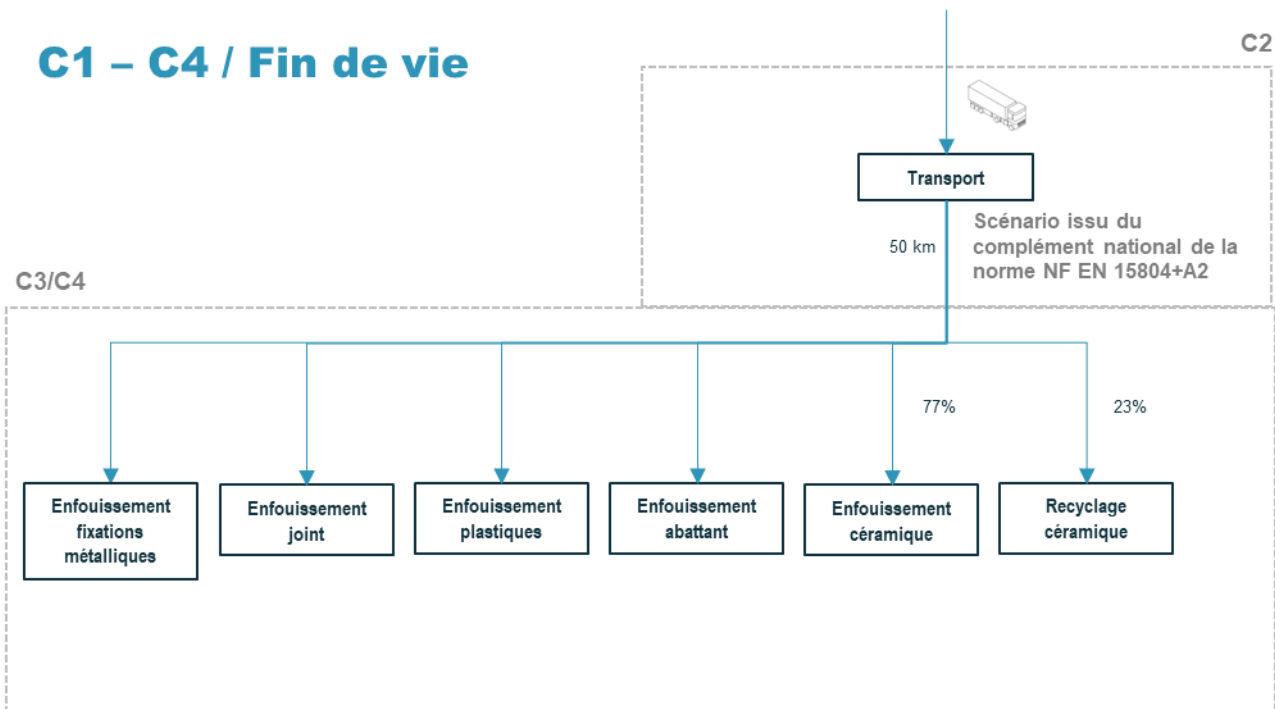 C1 – C4 / Fin de vie
C2
Transport
50 km
Scénario issu du
complément national de la
norme NF EN 15804+A2
C3/C4
77%
23%
Enfouissement
fixations
métalliques
Enfouissement
joint
Enfouissement
plastiques
Enfouissement
abattant
Enfouissement
céramique
Recyclage
céramique